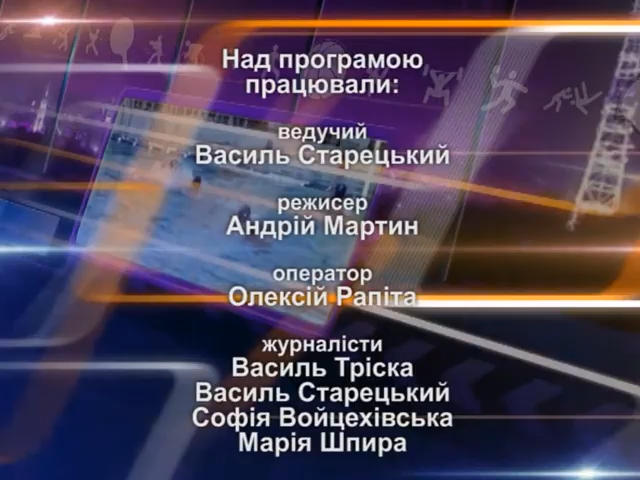 Над програмою
працювали:
ведучий
Василь Старецький
режисер
Андрій Мартин
оператор
Олексій Рапіта
журналісти
Василь Тріска
Василь Старецький
Софія Войцехівська
Марія Шпира